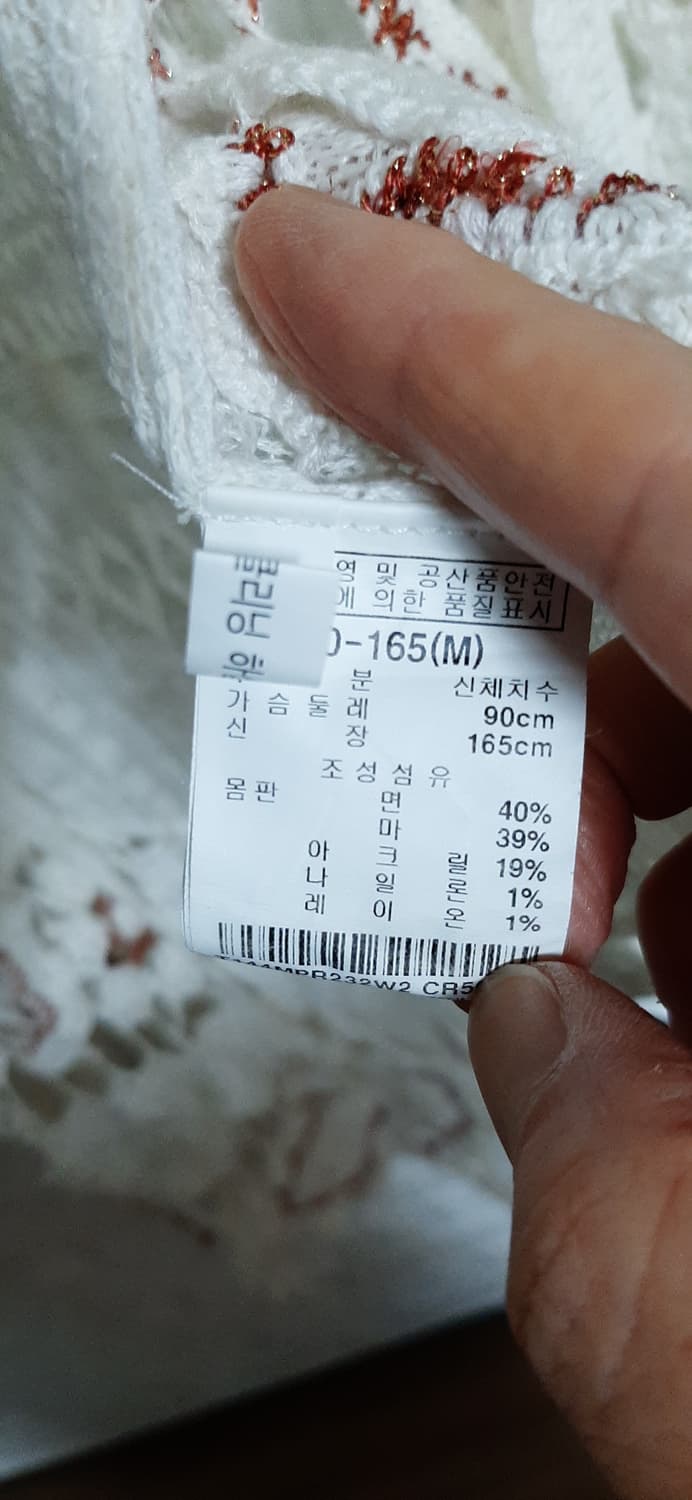 영 및 공산품안전
에 의한 품질표시
0-165(M)
분 신체치수
가슴둘레 90cm
신장 165cm
조성섬유
몸판 면 40%
마 39%
아크릴 19%
나일론 1%
레이온 1%